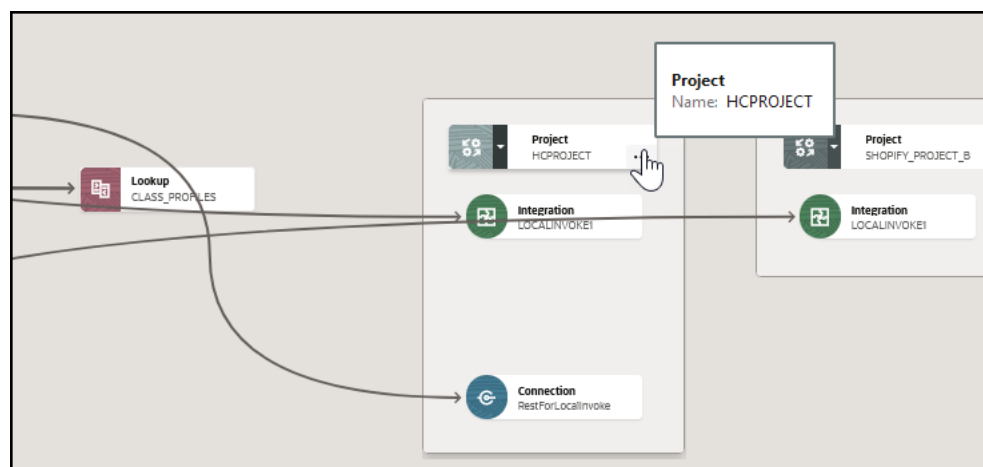 Project
Name: HCPROJECT
Project
HCPROJECT
Project
SHOPIFY_PROJECT_B
Lookup
CLASS_PROFILES
Integration
LOCALINVOKE1
Integration
LOCALINVOKE1
Connection
RestForLocalInvoke